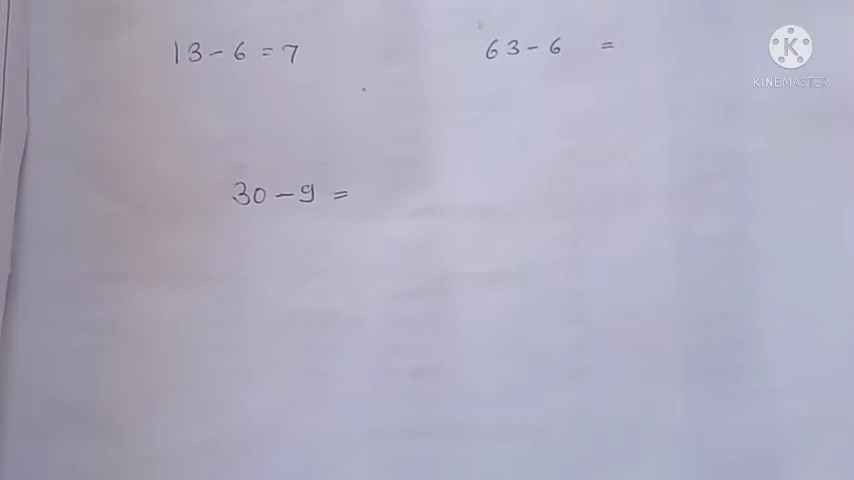 13 - 6 = 7
63 - 6 =
K
KINEMASTER
30 - 9 =